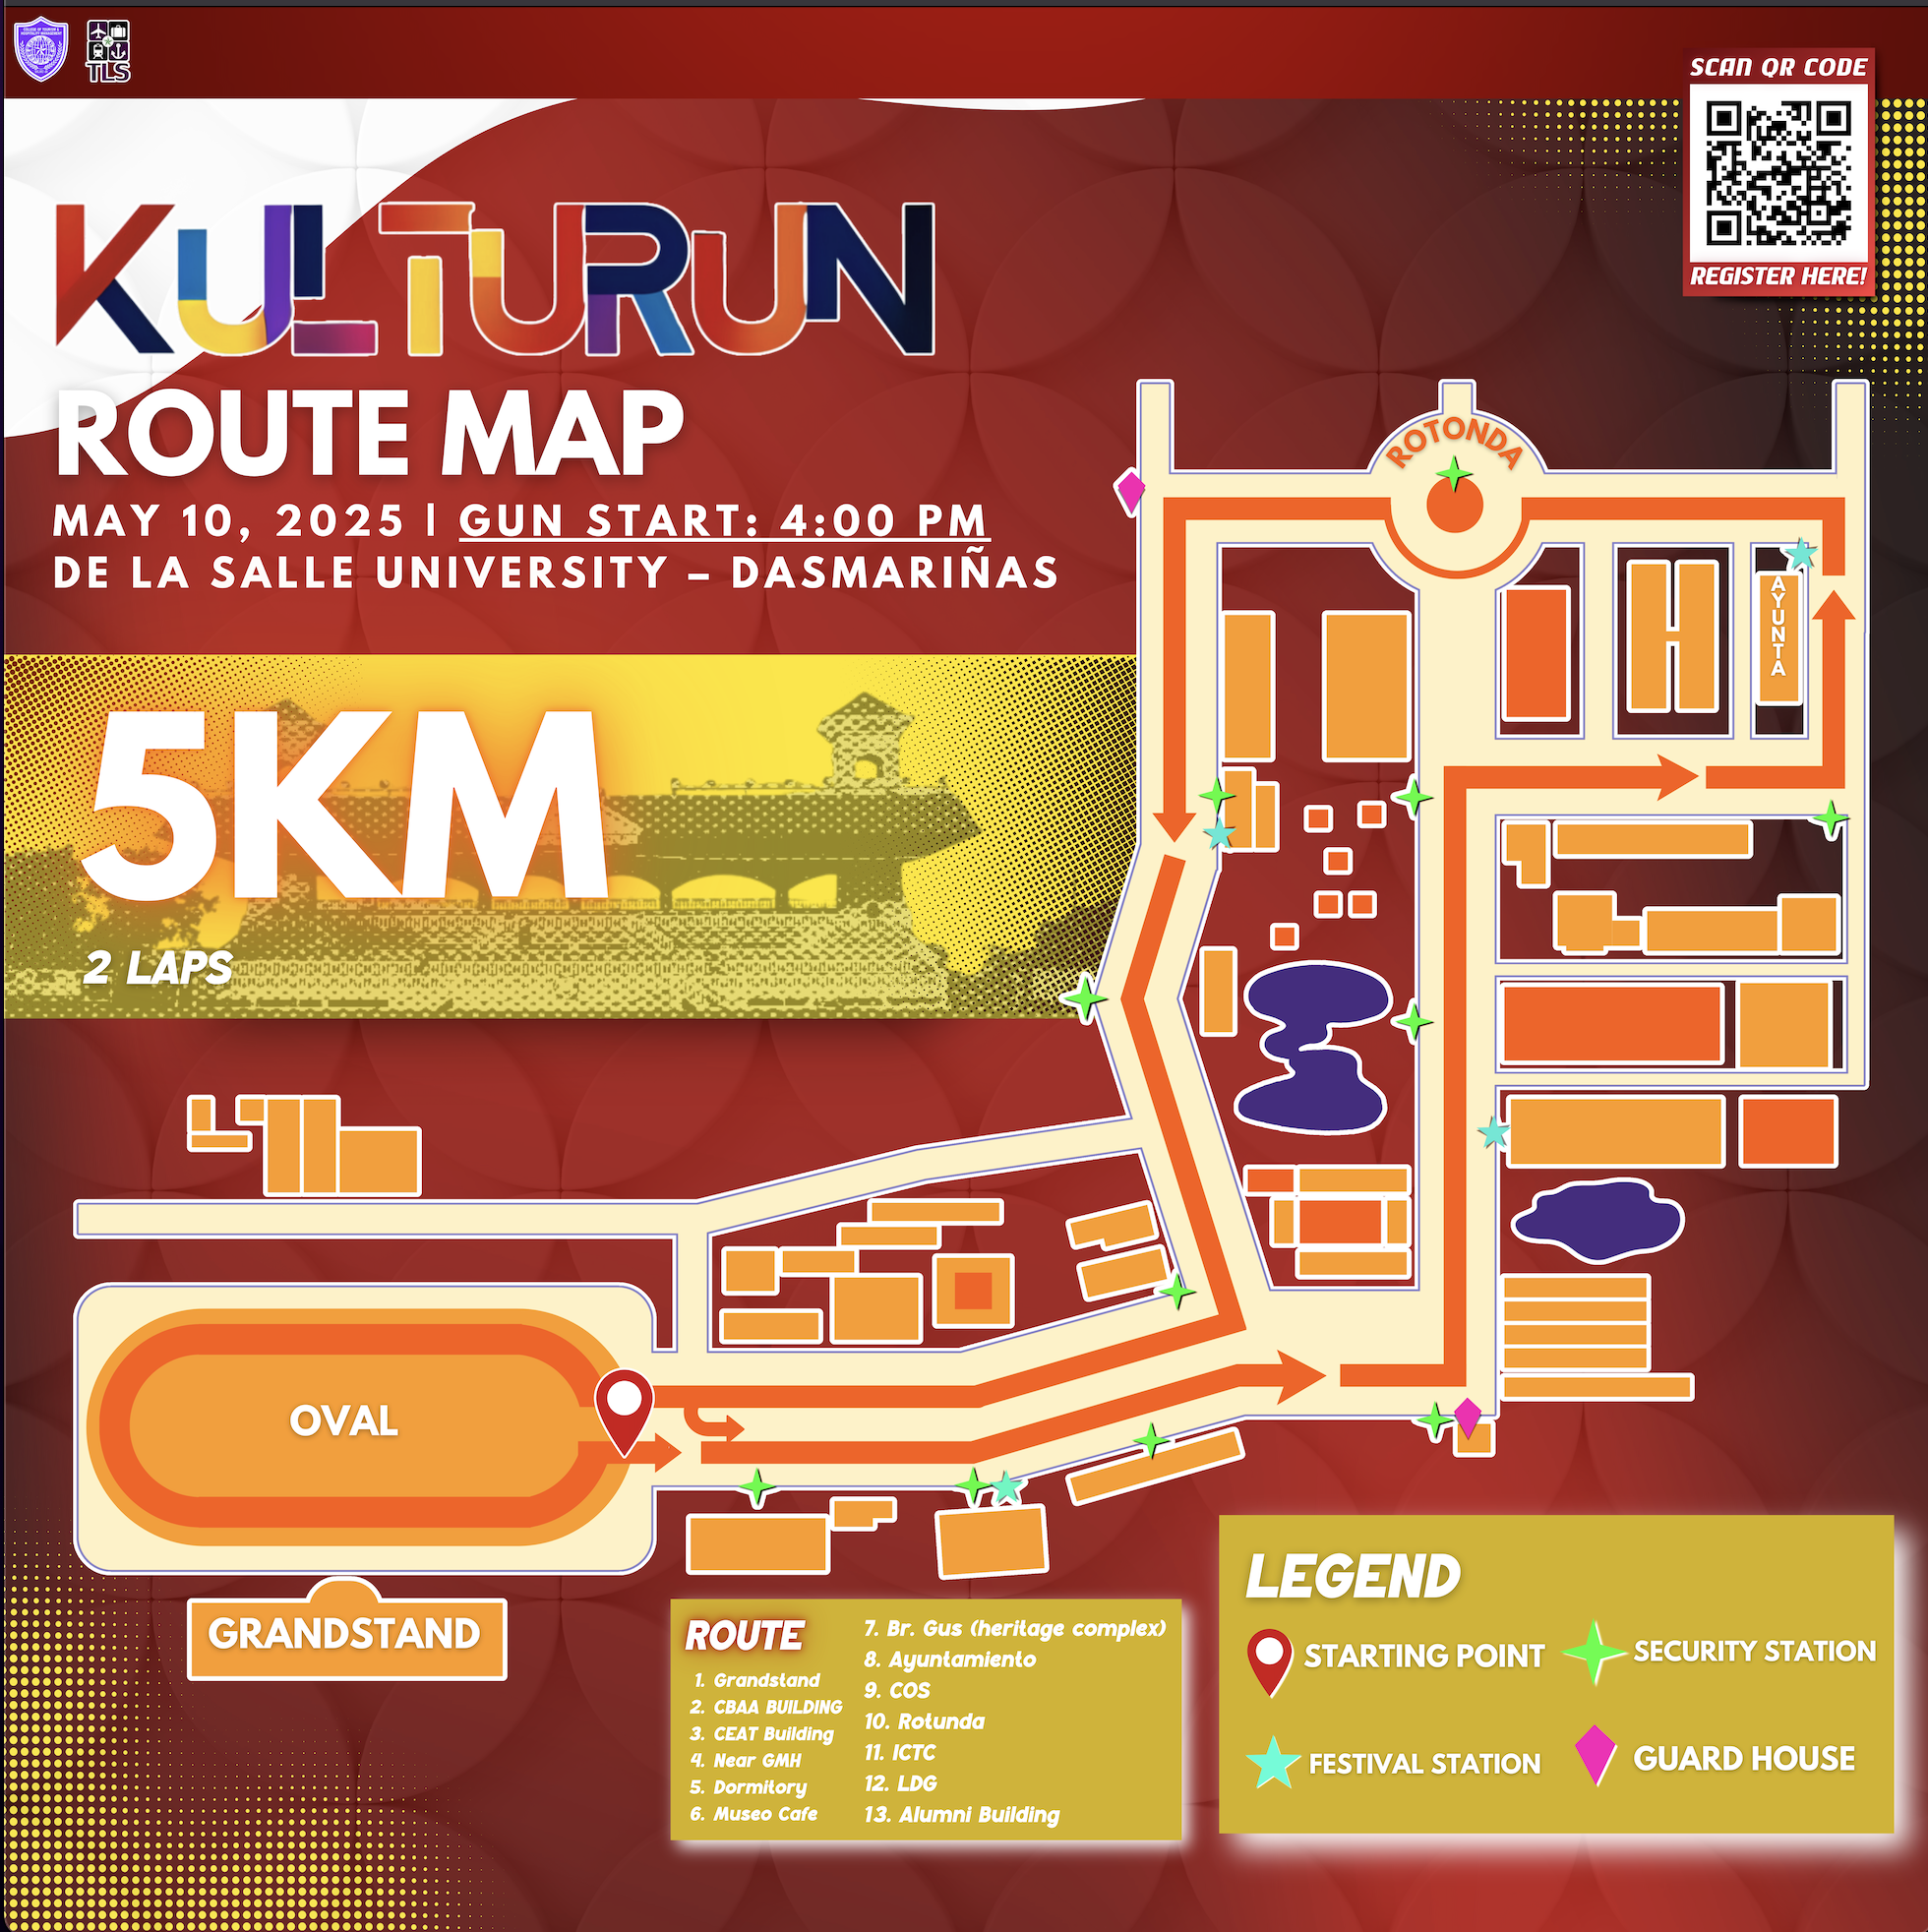 TLS
SCAN QR CODE
REGISTER HERE!
KULTURUN
ROUTE MAP
MAY 10, 2025 | GUN START: 4:00 PM
DE LA SALLE UNIVERSITY – DASMARIÑAS
5KM
2 LAPS
ROTONDA
AYUNTA
OVAL
GRANDSTAND
ROUTE
1. Grandstand
2. CBAA BUILDING
3. CEAT Building
4. Near GMH
5. Dormitory
6. Museo Cafe
7. Br. Gus (heritage complex)
8. Ayuntamiento
9. COS
10. Rotunda
11. ICTC
12. LDG
13. Alumni Building
LEGEND
STARTING POINT
SECURITY STATION
FESTIVAL STATION
GUARD HOUSE